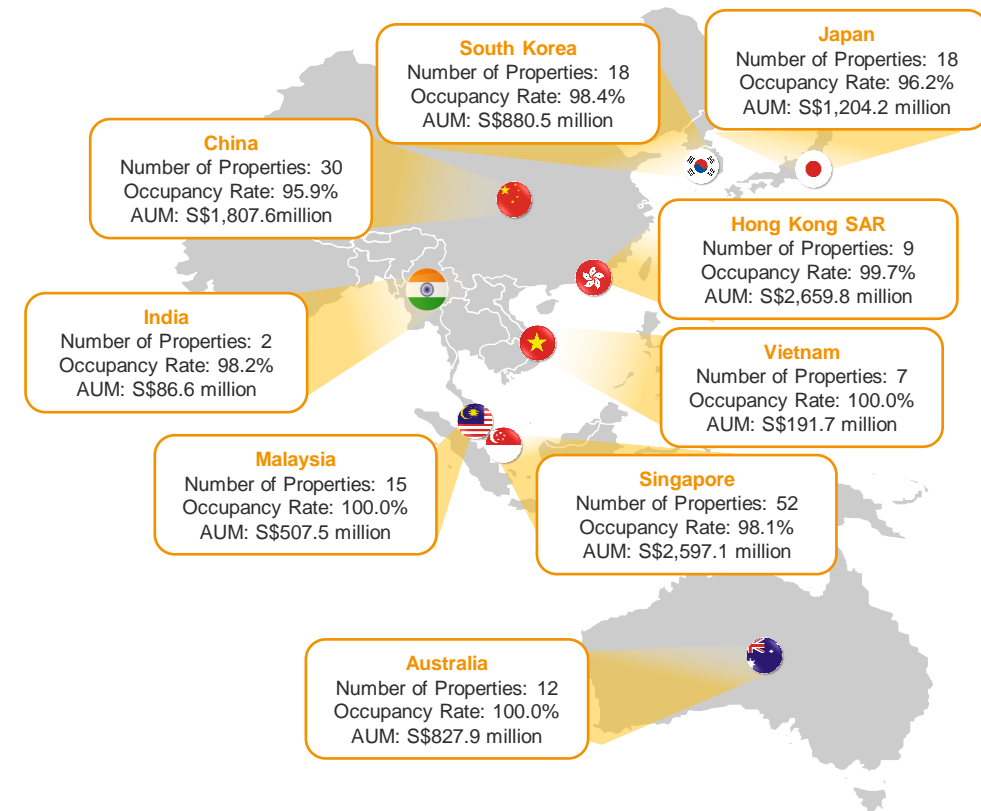 South Korea
Number of Properties: 18
Occupancy Rate: 98.4%
AUM: S$880.5 million
Japan
Number of Properties: 18
Occupancy Rate: 96.2%
AUM: S$1,204.2 million
China
Number of Properties: 30
Occupancy Rate: 95.9%
AUM: S$1,807.6million
Hong Kong SAR
Number of Properties: 9
Occupancy Rate: 99.7%
AUM: S$2,659.8 million
India
Number of Properties: 2
Occupancy Rate: 98.2%
AUM: S$86.6 million
Vietnam
Number of Properties: 7
Occupancy Rate: 100.0%
AUM: S$191.7 million
Malaysia
Number of Properties: 15
Occupancy Rate: 100.0%
AUM: S$507.5 million
Singapore
Number of Properties: 52
Occupancy Rate: 98.1%
AUM: S$2,597.1 million
Australia
Number of Properties: 12
Occupancy Rate: 100.0%
AUM: S$827.9 million